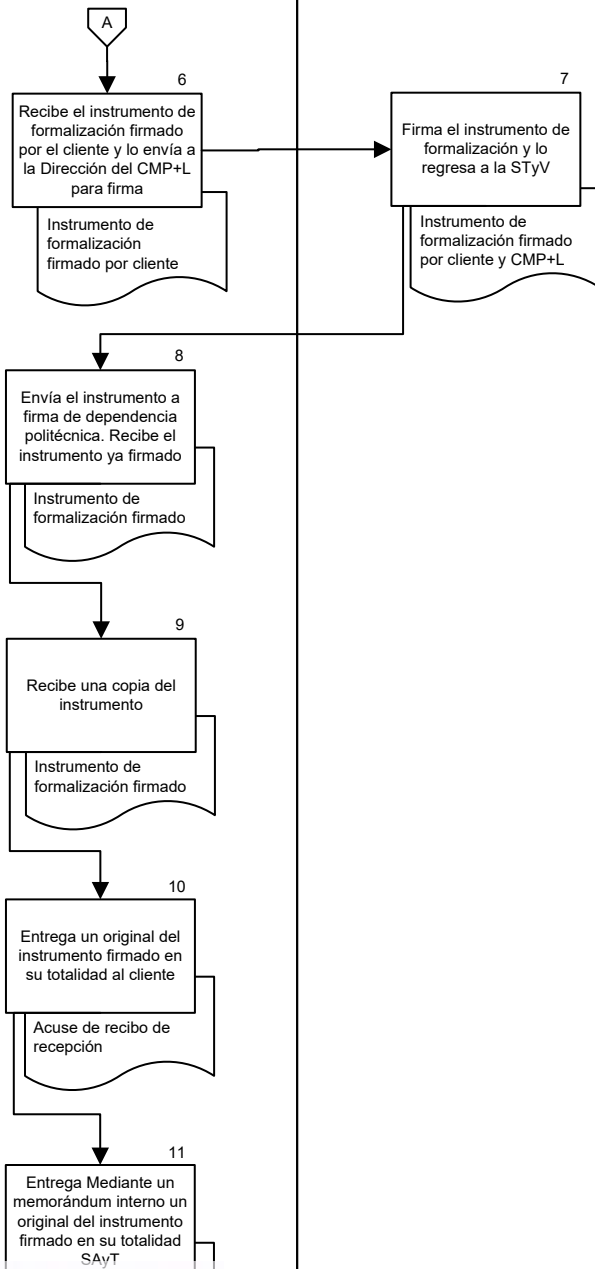 A
6
Recibe el instrumento de
formalización firmado
por el cliente y lo envía a
la Dirección del CMP+L
para firma
Instrumento de
formalización
firmado por cliente
7
Firma el instrumento de
formalización y lo
regresa a la STyV
Instrumento de
formalización firmado
por cliente y CMP+L
8
Envía el instrumento a
firma de dependencia
politécnica. Recibe el
instrumento ya firmado
Instrumento de
formalización firmado
9
Recibe una copia del
instrumento
Instrumento de
formalización firmado
10
Entrega un original del
instrumento firmado en
su totalidad al cliente
Acuse de recibo de
recepción
11
Entrega Mediante un
memorándum interno un
original del instrumento
firmado en su totalidad
SAyT